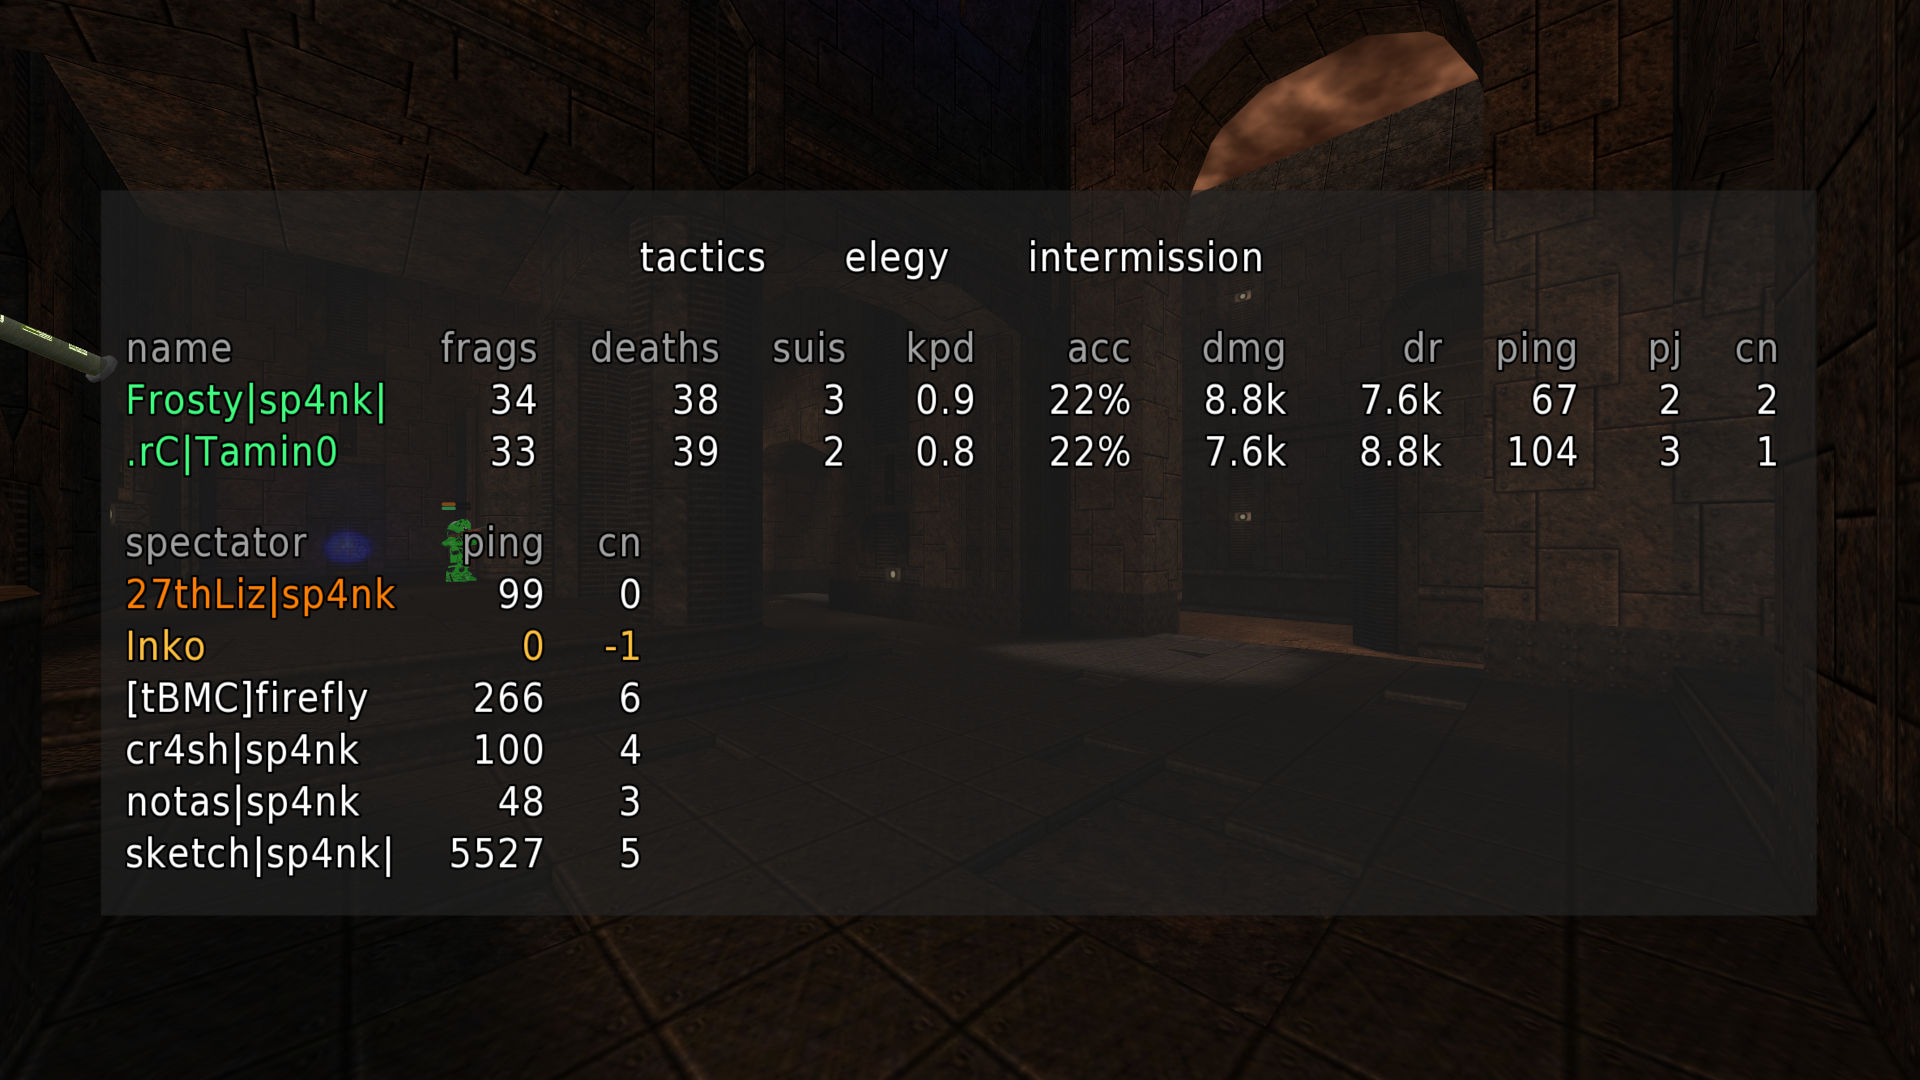 tactics elegy intermission
name frags deaths suis kpd acc dmg dr ping pj cn
Frosty|sp4nk| 34 38 3 0.9 22% 8.8k 7.6k 67 2 2
.rC|Tamin0 33 39 2 0.8 22% 7.6k 8.8k 104 3 1
spectator ping cn
27thLiz|sp4nk 99 0
Inko 0 -1
[tBMC]firefly 266 6
cr4sh|sp4nk 100 4
notas|sp4nk 48 3
sketch|sp4nk| 5527 5